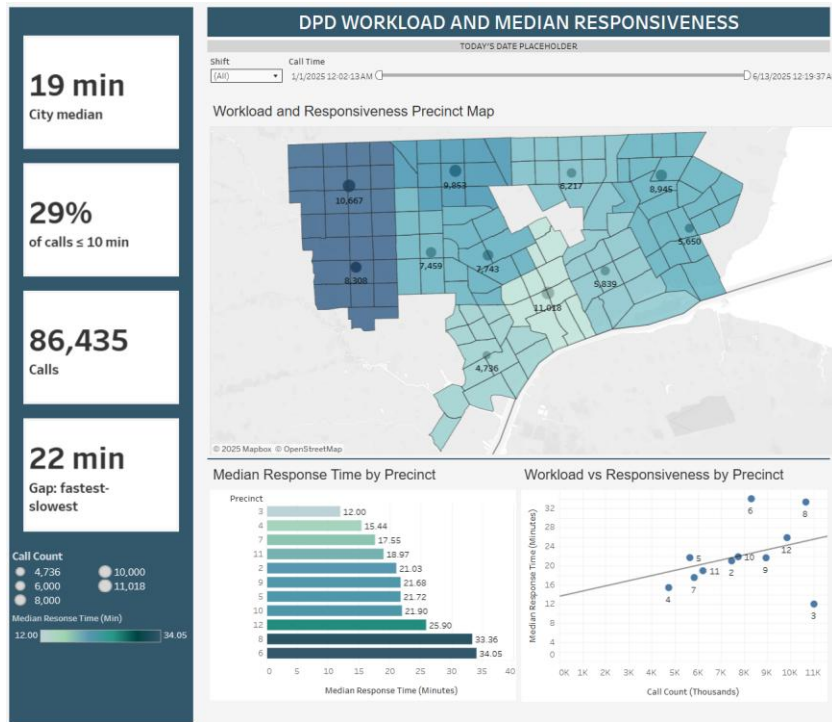 DPD WORKLOAD AND MEDIAN RESPONSIVENESS
TODAY'S DATE PLACEHOLDER
Shift
(All)
Call Time
1/1/2025 12:02:13 AM
6/13/2025 12:19:37 A
19 min
City median
29%
of calls ≤ 10 min
86,435
Calls
22 min
Gap: fastest-
slowest
Call Count
4,736
10,000
6,000
11,018
8,000
Median Resonse Time (Min)
12.00
34.05
Workload and Responsiveness Precinct Map
10,667
9,853
6,217
8,945
7,459
7,743
5,650
8,308
5,839
11,018
4,736
© 2025 Mapbox © OpenStreetMap
Median Response Time by Precinct
Precinct
3 12.00
4 15.44
7 17.55
11 18.97
2 21.03
9 21.68
5 21.72
10 21.90
12 25.90
8 33.36
6 34.05
0 5 10 15 20 25 30 35 40
Median Response Time (Minutes)
Workload vs Responsiveness by Precinct
Median Response Time (Minutes)
32
28
24
20
16
12
8
4
0
6
8
12
5
10
9
11
2
7
4
3
0K 1K 2K 3K 4K 5K 6K 7K 8K 9K 10K 11K
Call Count (Thousands)